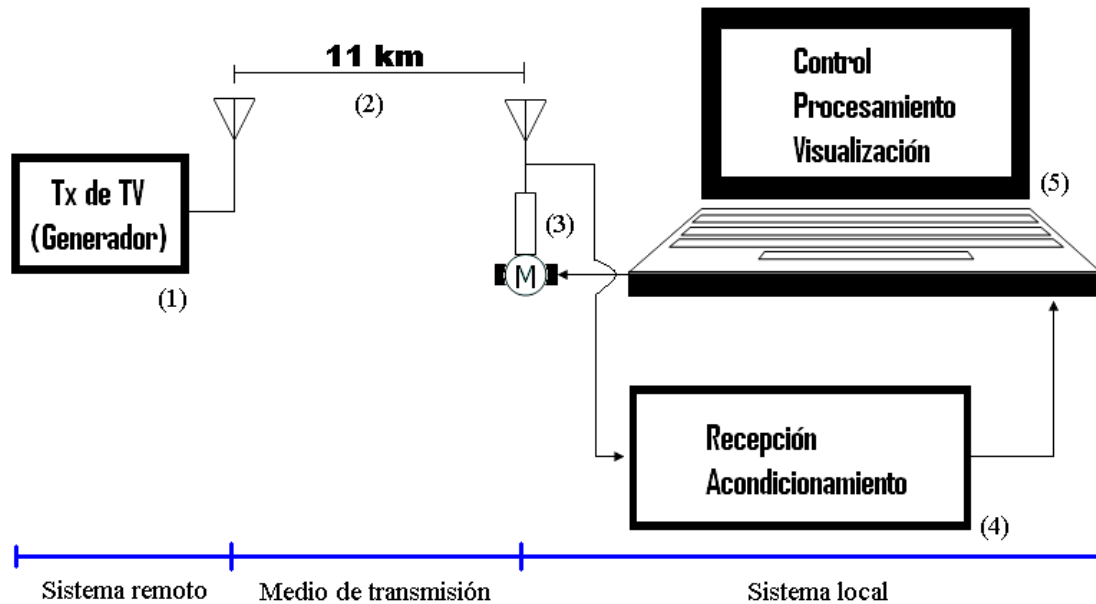 11 km
(2)
Tx de TV
(Generador)
(1)
(3)
M
Control
Procesamiento
Visualización
(5)
Recepción
Acondicionamiento
(4)
Sistema remoto
Medio de transmisión
Sistema local